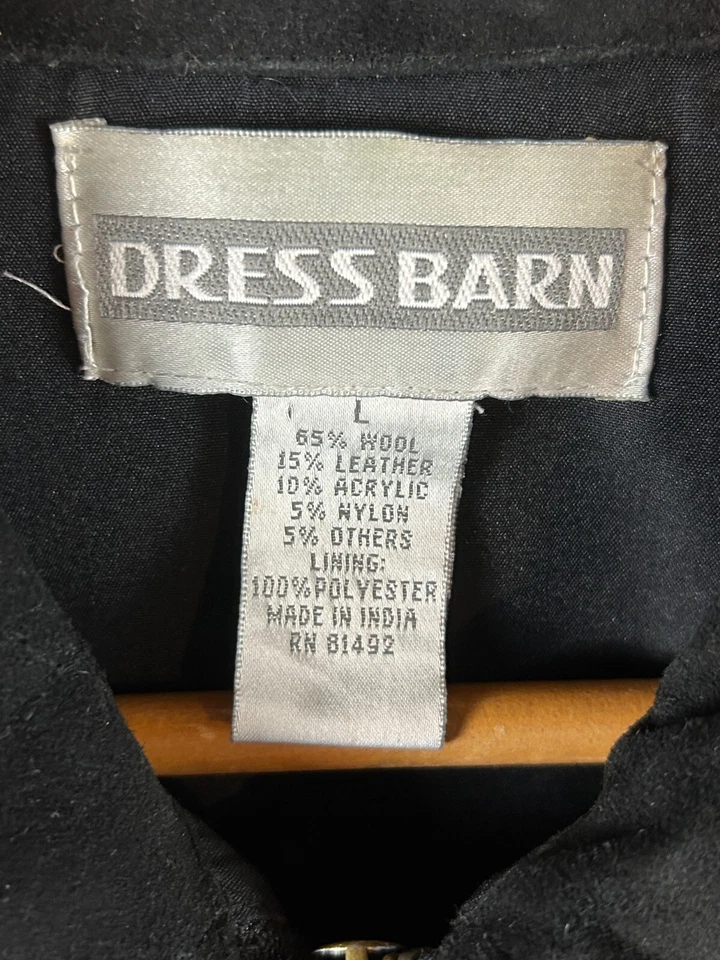 DRESS BARN
L
65% WOOL
15% LEATHER
10% ACRYLIC
5% NYLON
5% OTHERS
LINING:
100%POLYESTER
MADE IN INDIA
RN 81492